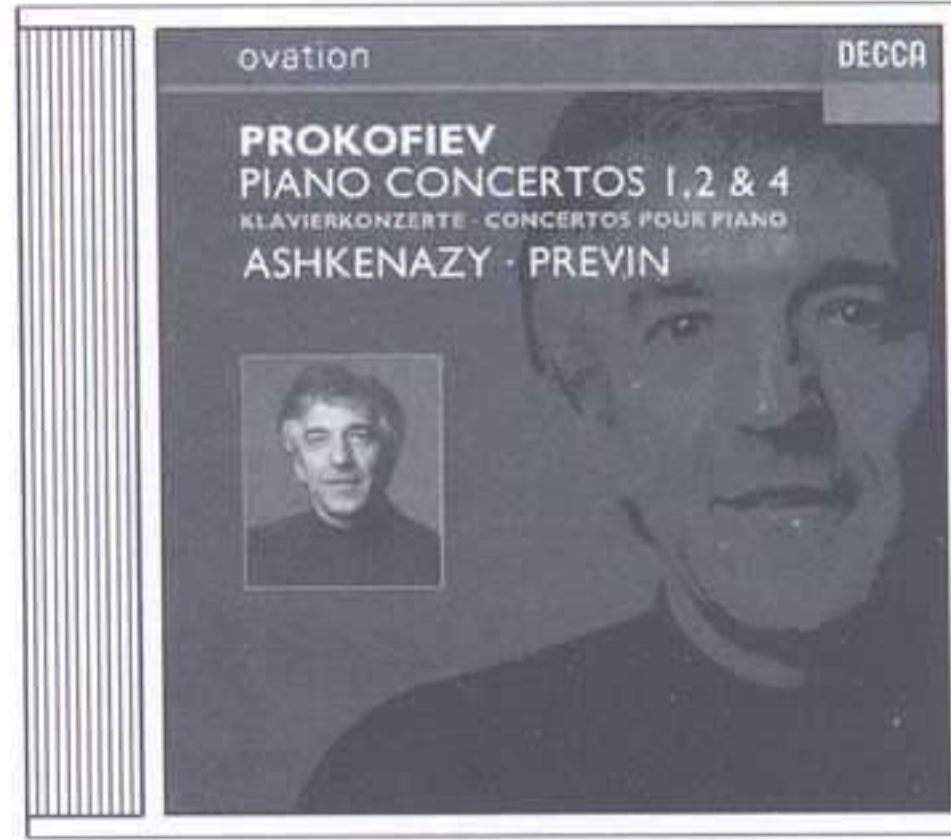 ovation
DECCA
PROKOFIEV
PIANO CONCERTOS 1,2 & 4
KLAVIERKONZERTE · CONCERTOS POUR PIANO
ASHKENAZY · PREVIN